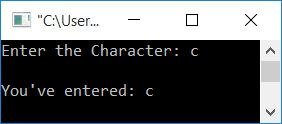 "C:\User...
Enter the Character: c
You've entered: c